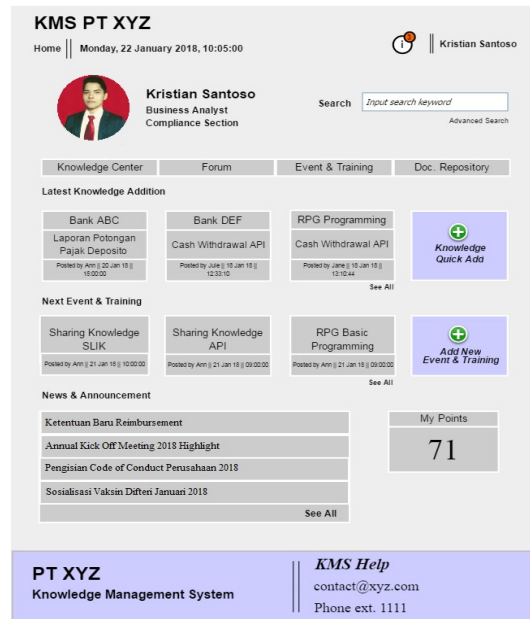 KMS PT XYZ
Home || Monday, 22 January 2018, 10:05:00
Kristian Santoso
Kristian Santoso
Business Analyst
Compliance Section
Search Input search keyword
Advanced Search
Knowledge Center Forum Event & Training Doc. Repository
Latest Knowledge Addition
Bank ABC
Laporan Potongan
Pajak Deposito
Posted by Ann || 20 Jan 18 ||
15:00:00
Bank DEF
Cash Withdrawal API
Posted by Jule || 16 Jan 18 ||
12:33:10
RPG Programming
Cash Withdrawal API
Posted by Jane || 15 Jan 18 ||
13:10:44
Knowledge
Quick Add
See All
Next Event & Training
Sharing Knowledge
SLIK
Posted by Ann || 21 Jan 18 || 10:00:00
Sharing Knowledge
API
Posted by Ann || 21 Jan 18 || 09:00:00
RPG Basic
Programming
Posted by Ann || 21 Jan 18 || 09:00:00
Add New
Event & Training
See All
News & Announcement
Ketentuan Baru Reimbursement
Annual Kick Off Meeting 2018 Highlight
Pengisian Code of Conduct Perusahaan 2018
Sosialisasi Vaksin Difteri Januari 2018
See All
My Points
71
PT XYZ
Knowledge Management System
KMS Help
contact@xyz.com
Phone ext. 1111